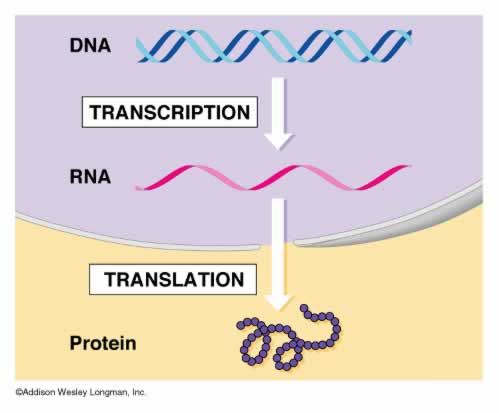 DNA
TRANSCRIPTION
RNA
TRANSLATION
Protein
©Addison Wesley Longman, Inc.